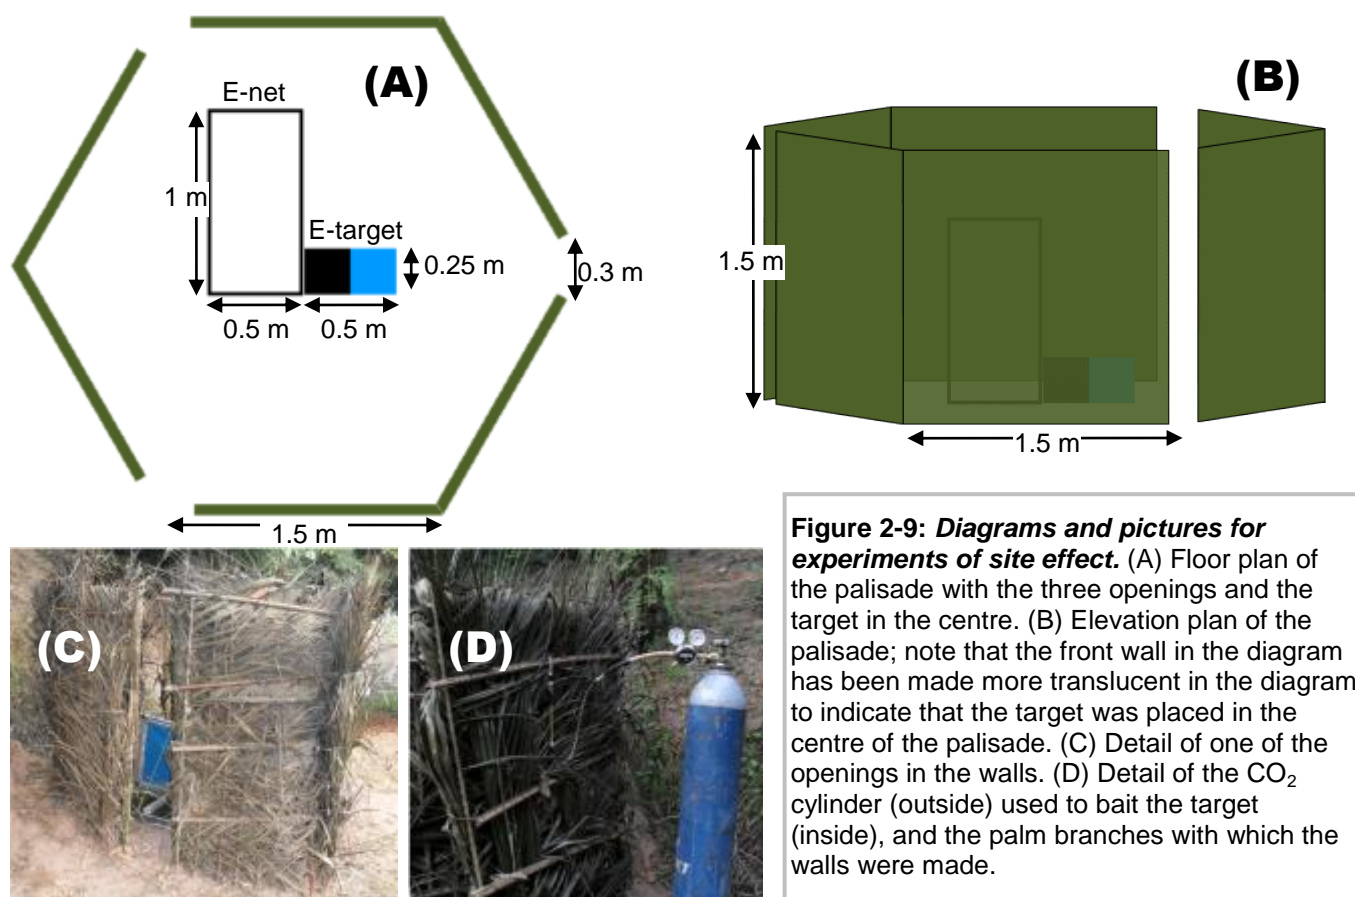 (A)
E-net
1 m
E-target
0.25 m
0.3 m
0.5 m
0.5 m
1.5 m
(B)
1.5 m
1.5 m
(C)
(D)
Figure 2-9: Diagrams and pictures for
experiments of site effect. (A) Floor plan of
the palisade with the three openings and the
target in the centre. (B) Elevation plan of the
palisade; note that the front wall in the diagram
has been made more translucent in the diagram
to indicate that the target was placed in the
centre of the palisade. (C) Detail of one of the
openings in the walls. (D) Detail of the CO₂
cylinder (outside) used to bait the target
(inside), and the palm branches with which the
walls were made.